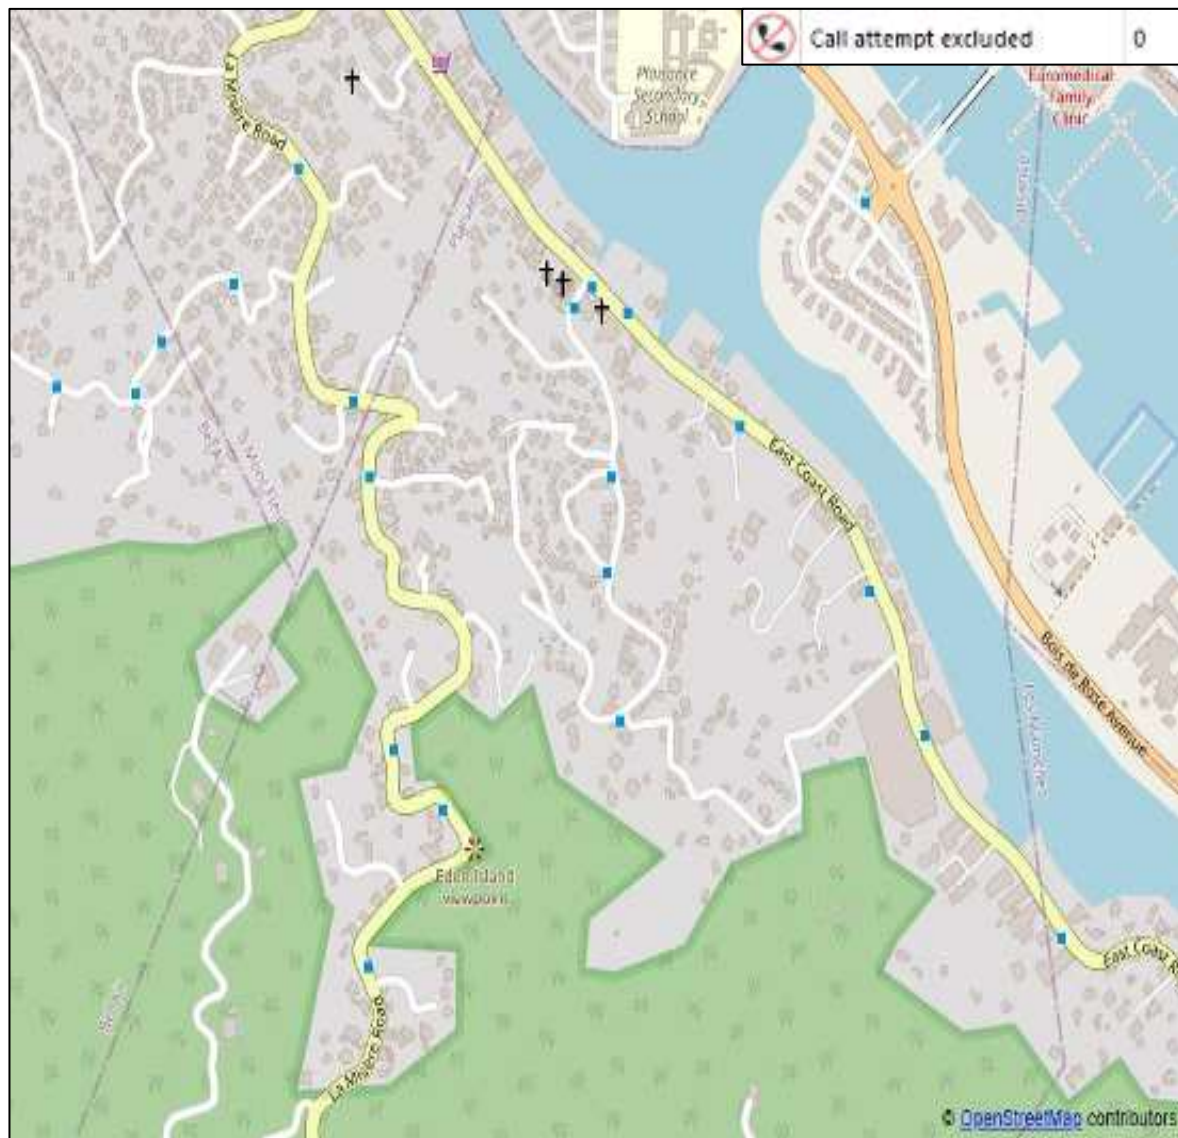 Call attempt excluded 0
Euromedical
Family
Clinic
Plaisance
Secondary
School
La Misère Road
East Coast Road
Bois de Rose Avenue
Eden Island
viewpoint
East Coast R
La Misère Road
© OpenStreetMap contributors